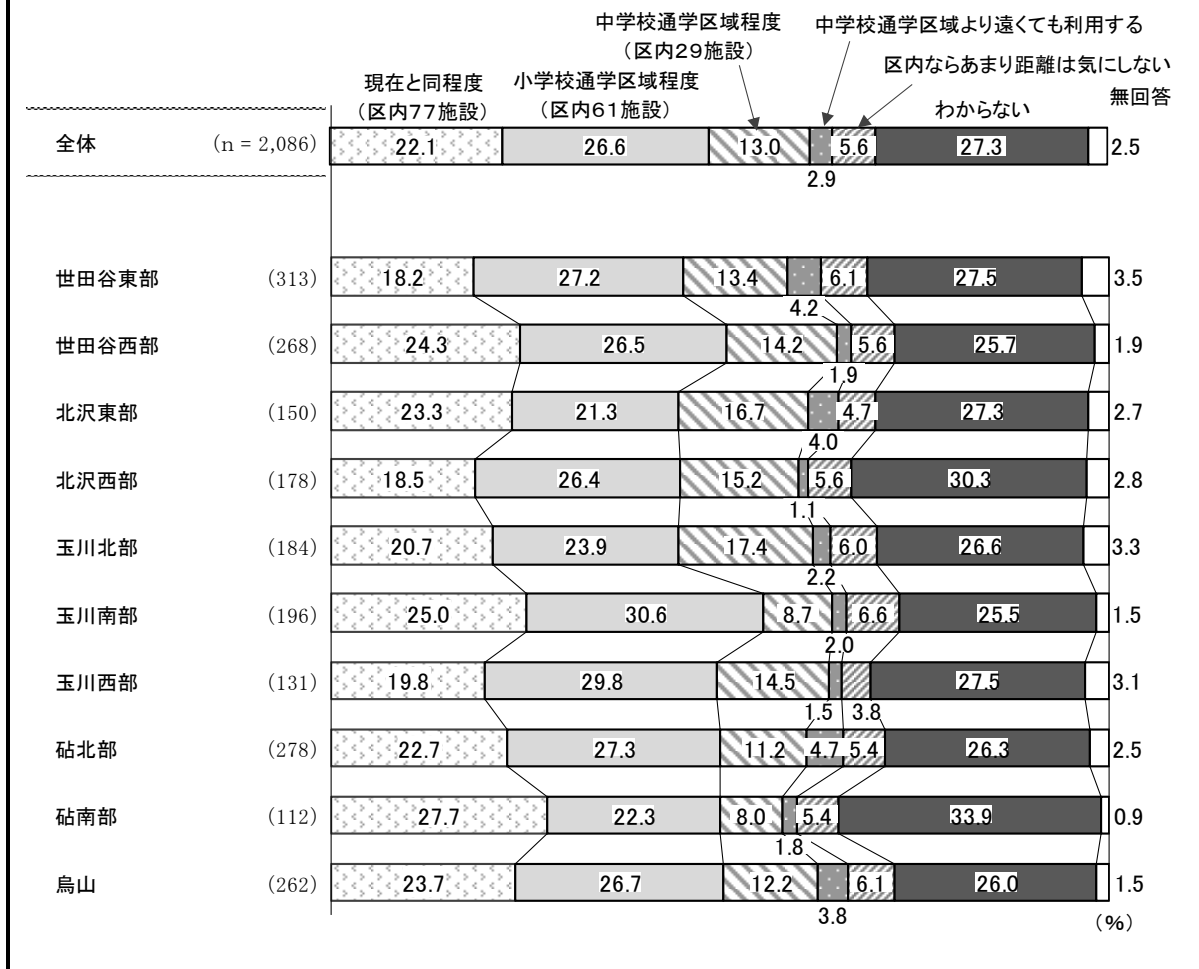 中学校通学区域程度
（区内29施設）
中学校通学区域より遠くても利用する
区内ならあまり距離は気にしない
現在と同程度
（区内77施設）
小学校通学区域程度
（区内61施設）
わからない
無回答
全体 (n = 2,086) 22.1 26.6 13.0 5.6 27.3 2.5
2.9
世田谷東部 (313) 18.2 27.2 13.4 6.1 27.5 3.5
4.2
世田谷西部 (268) 24.3 26.5 14.2 5.6 25.7 1.9
1.9
北沢東部 (150) 23.3 21.3 16.7 4.7 27.3 2.7
4.0
北沢西部 (178) 18.5 26.4 15.2 5.6 30.3 2.8
1.1
玉川北部 (184) 20.7 23.9 17.4 6.0 26.6 3.3
2.2
玉川南部 (196) 25.0 30.6 8.7 6.6 25.5 1.5
2.0
玉川西部 (131) 19.8 29.8 14.5 27.5 3.1
1.5 3.8
砧北部 (278) 22.7 27.3 11.2 4.7 5.4 26.3 2.5
砧南部 (112) 27.7 22.3 8.0 5.4 33.9 0.9
1.8
烏山 (262) 23.7 26.7 12.2 6.1 26.0 1.5
3.8
(%)